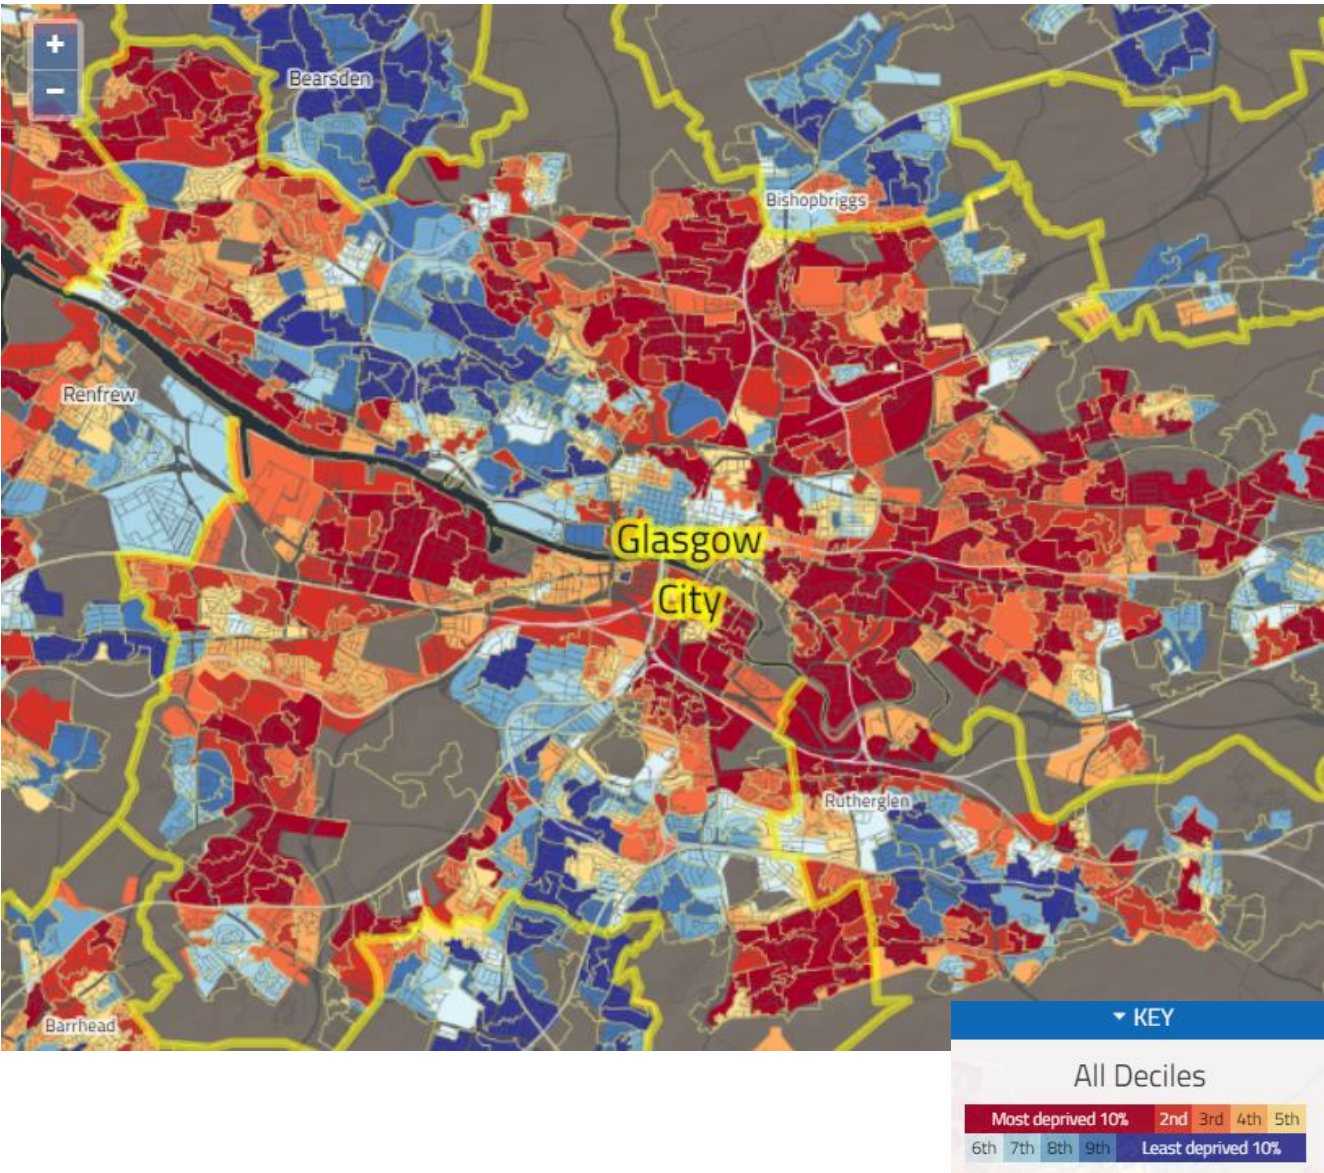 +
Bearsden
−
Bishopbriggs
Renfrew
Glasgow
City
Rutherglen
Barrhead
KEY
All Deciles
Most deprived 10% 2nd 3rd 4th 5th
6th 7th 8th 9th Least deprived 10%